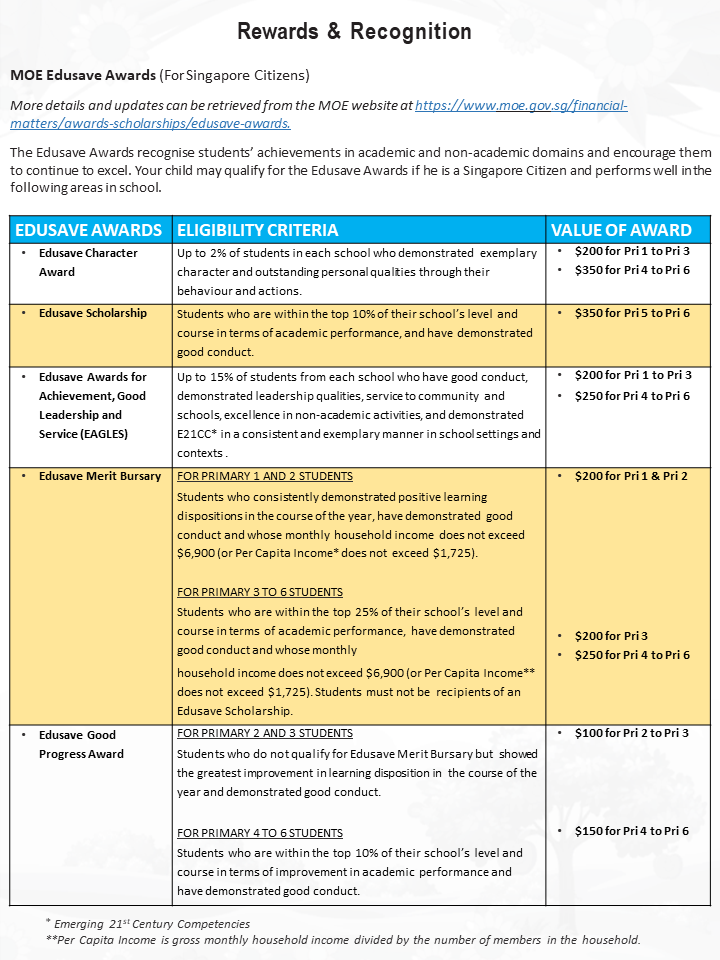 Rewards & Recognition
MOE Edusave Awards (For Singapore Citizens)
More details and updates can be retrieved from the MOE website at https://www.moe.gov.sg/financial-
matters/awards-scholarships/edusave-awards.
The Edusave Awards recognise students' achievements in academic and non-academic domains and encourage them
to continue to excel. Your child may qualify for the Edusave Awards if he is a Singapore Citizen and performs well in the
following areas in school.
EDUSAVE AWARDS ELIGIBILITY CRITERIA VALUE OF AWARD
• Edusave Character
Award
Up to 2% of students in each school who demonstrated exemplary
character and outstanding personal qualities through their
behaviour and actions.
• $200 for Pri 1 to Pri 3
• $350 for Pri 4 to Pri 6
• Edusave Scholarship
Students who are within the top 10% of their school's level and
course in terms of academic performance, and have demonstrated
good conduct.
• $350 for Pri 5 to Pri 6
• Edusave Awards for
Achievement, Good
Leadership and
Service (EAGLES)
Up to 15% of students from each school who have good conduct,
demonstrated leadership qualities, service to community and
schools, excellence in non-academic activities, and demonstrated
E21CC* in a consistent and exemplary manner in school settings and
contexts .
• $200 for Pri 1 to Pri 3
• $250 for Pri 4 to Pri 6
• Edusave Merit Bursary
FOR PRIMARY 1 AND 2 STUDENTS
Students who consistently demonstrated positive learning
dispositions in the course of the year, have demonstrated good
conduct and whose monthly household income does not exceed
$6,900 (or Per Capita Income* does not exceed $1,725).
• $200 for Pri 1 & Pri 2
FOR PRIMARY 3 TO 6 STUDENTS
Students who are within the top 25% of their school's level and
course in terms of academic performance, have demonstrated
good conduct and whose monthly
household income does not exceed $6,900 (or Per Capita Income**
does not exceed $1,725). Students must not be recipients of an
Edusave Scholarship.
• $200 for Pri 3
• $250 for Pri 4 to Pri 6
• Edusave Good
Progress Award
FOR PRIMARY 2 AND 3 STUDENTS
Students who do not qualify for Edusave Merit Bursary but showed
the greatest improvement in learning disposition in the course of the
year and demonstrated good conduct.
• $100 for Pri 2 to Pri 3
FOR PRIMARY 4 TO 6 STUDENTS
Students who are within the top 10% of their school's level and
course in terms of improvement in academic performance and
have demonstrated good conduct.
• $150 for Pri 4 to Pri 6
* Emerging 21st Century Competencies
**Per Capita Income is gross monthly household income divided by the number of members in the household.